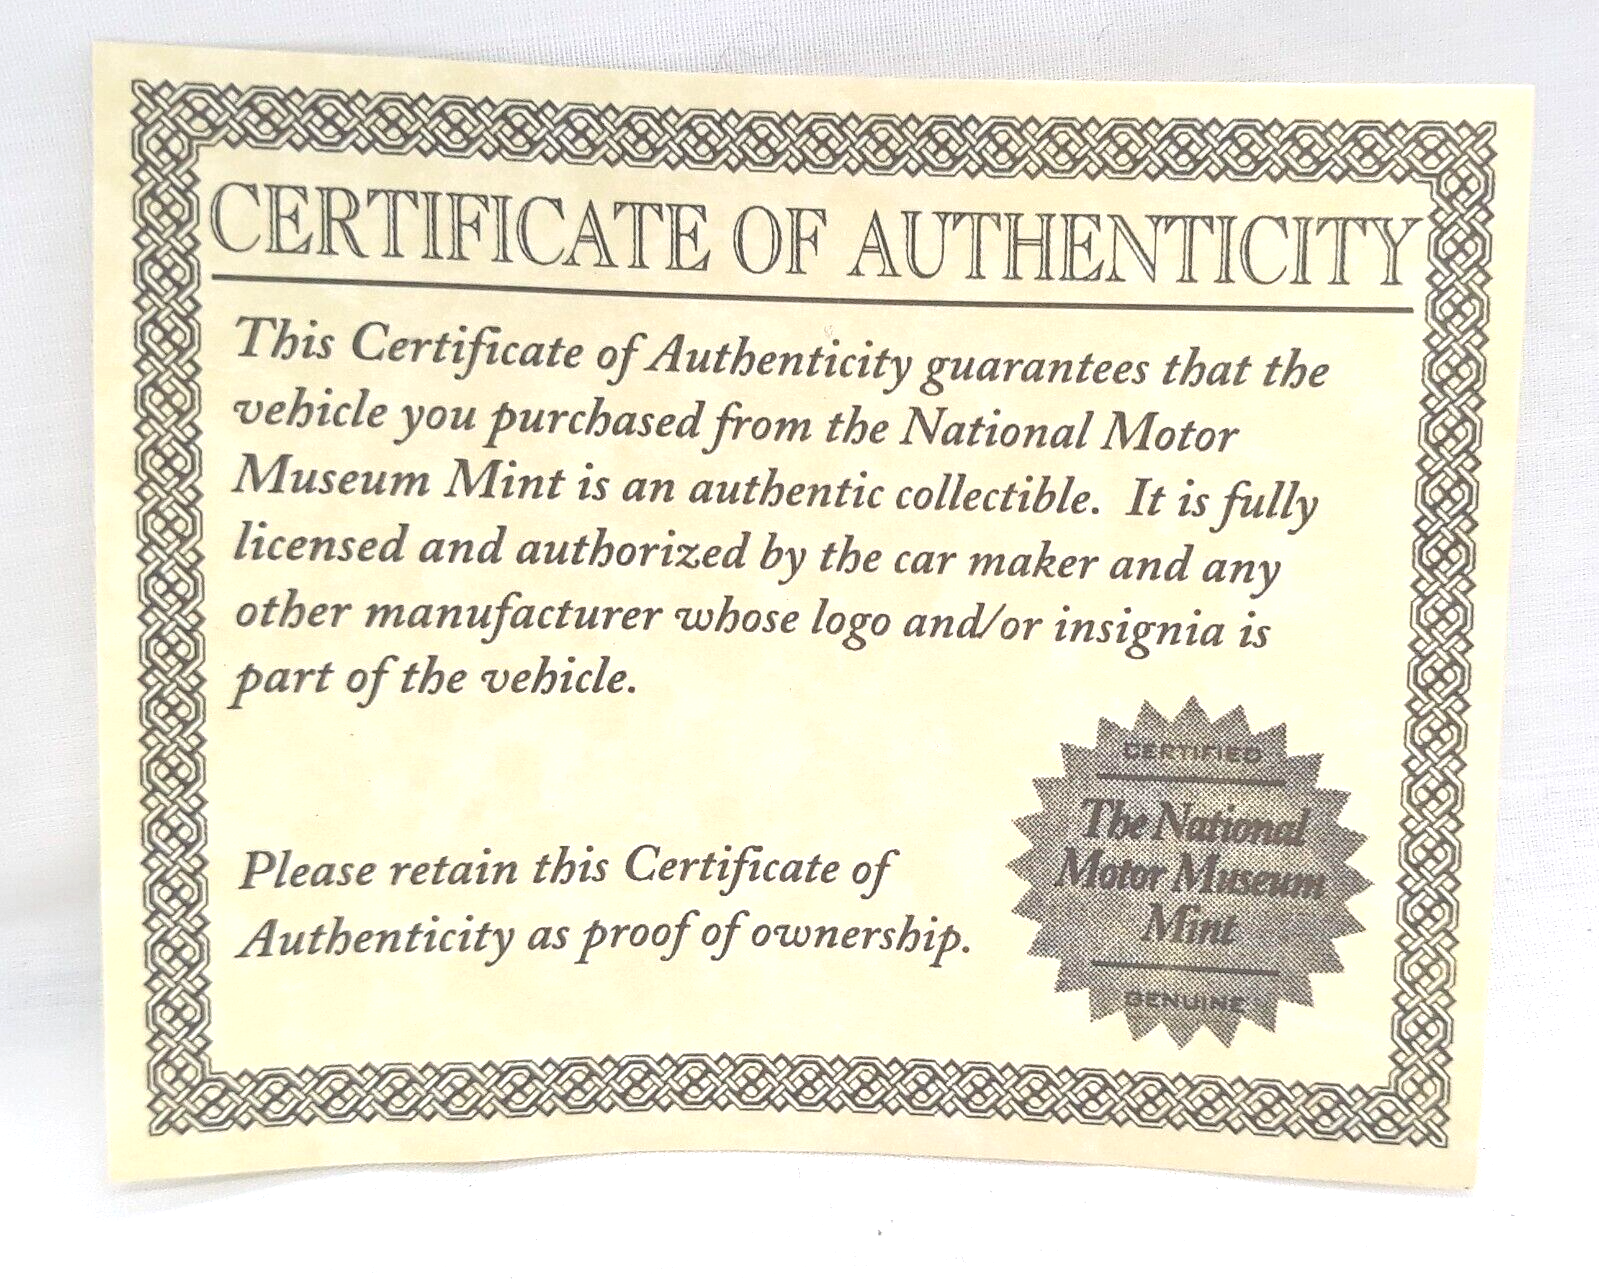 CERTIFICATE OF AUTHENTICITY
This Certificate of Authenticity guarantees that the
vehicle you purchased from the National Motor
Museum Mint is an authentic collectible. It is fully
licensed and authorized by the car maker and any
other manufacturer whose logo and/or insignia is
part of the vehicle.
Please retain this Certificate of
Authenticity as proof of ownership.
CERTIFIED
The National
Motor Museum
Mint
GENUINE